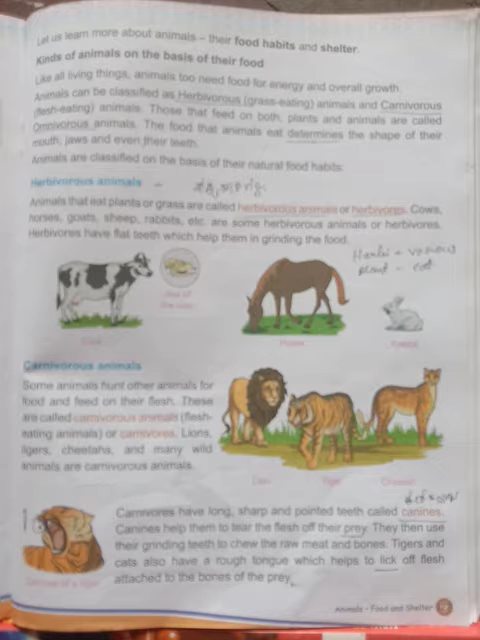 Let us learn more about animals – their food habits and shelter.
Kinds of animals on the basis of their food
Like all living things, animals too need food for energy and overall growth.
Animals can be classified as Herbivorous (grass-eating) animals and Carnivorous
(flesh-eating) animals. Those that feed on both, plants and animals are called
Omnivorous animals. The food that animals eat determines the shape of their
mouth, jaws and even their teeth.
Animals are classified on the basis of their natural food habits:
Herbivorous animals –
Animals that eat plants or grass are called herbivorous animals or herbivores. Cows,
horses, goats, sheep, rabbits, etc. are some herbivorous animals or herbivores.
Herbivores have flat teeth which help them in grinding the food.
plant – eat
Cow
Horse
Rabbit
Carnivorous animals
Some animals hunt other animals for
food and feed on their flesh. These
are called carnivorous animals (flesh-
eating animals) or carnivores. Lions,
tigers, cheetahs, and many wild
animals are carnivorous animals.
Lion
Tiger
Cheetah
Carnivores have long, sharp and pointed teeth called canines.
Canines help them to tear the flesh off their prey. They then use
their grinding teeth to chew the raw meat and bones. Tigers and
cats also have a rough tongue which helps to lick off flesh
attached to the bones of the prey.
Canines of a tiger
Animals - Food and Shelter